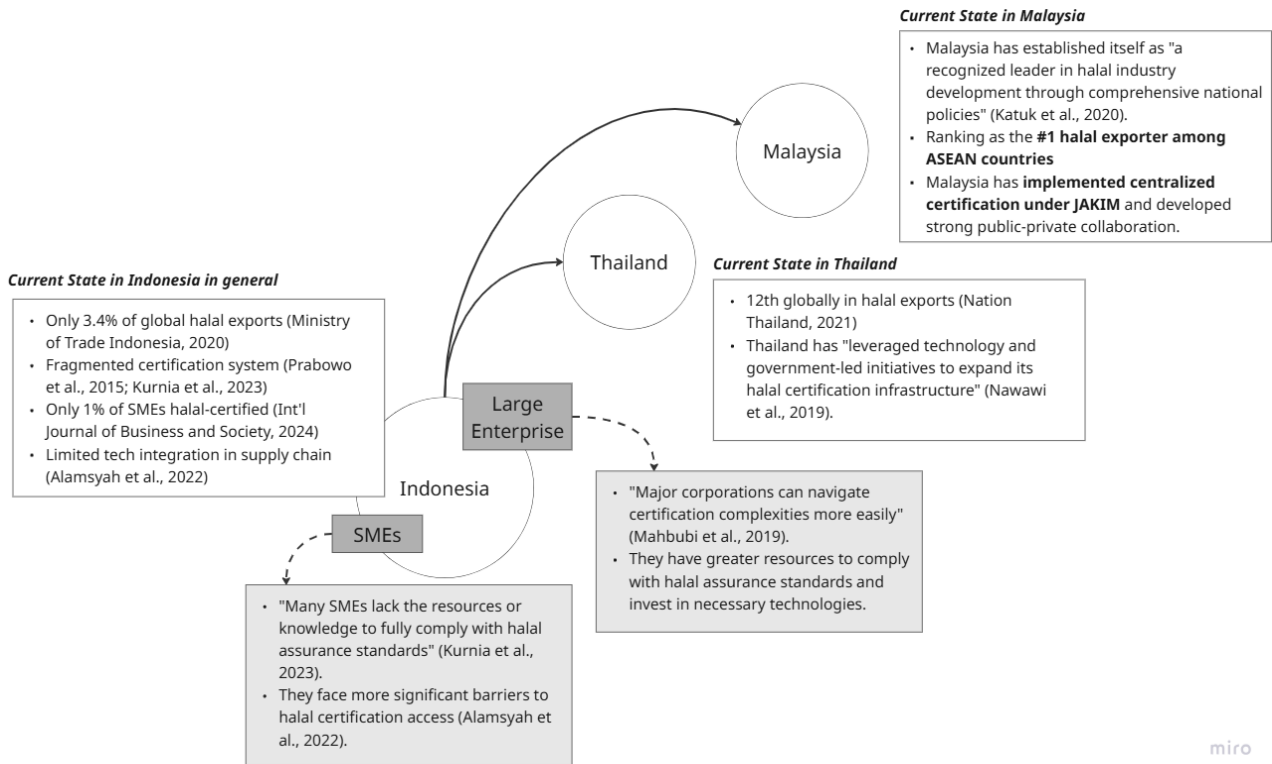 Current State in Malaysia
• Malaysia has established itself as "a
recognized leader in halal industry
development through comprehensive national
policies" (Katuk et al., 2020).
• Ranking as the #1 halal exporter among
ASEAN countries
• Malaysia has implemented centralized
certification under JAKIM and developed
strong public-private collaboration.
Malaysia
Thailand
Current State in Thailand
• 12th globally in halal exports (Nation
Thailand, 2021)
• Thailand has "leveraged technology and
government-led initiatives to expand its
halal certification infrastructure" (Nawawi
et al., 2019).
Current State in Indonesia in general
• Only 3.4% of global halal exports (Ministry
of Trade Indonesia, 2020)
• Fragmented certification system (Prabowo
et al., 2015; Kurnia et al., 2023)
• Only 1% of SMEs halal-certified (Int'l
Journal of Business and Society, 2024)
• Limited tech integration in supply chain
(Alamsyah et al., 2022)
Large
Enterprise
Indonesia
SMEs
• "Major corporations can navigate
certification complexities more easily"
(Mahbubi et al., 2019).
• They have greater resources to comply
with halal assurance standards and
invest in necessary technologies.
• "Many SMEs lack the resources or
knowledge to fully comply with halal
assurance standards" (Kurnia et al.,
2023).
• They face more significant barriers to
halal certification access (Alamsyah et
al., 2022).
miro